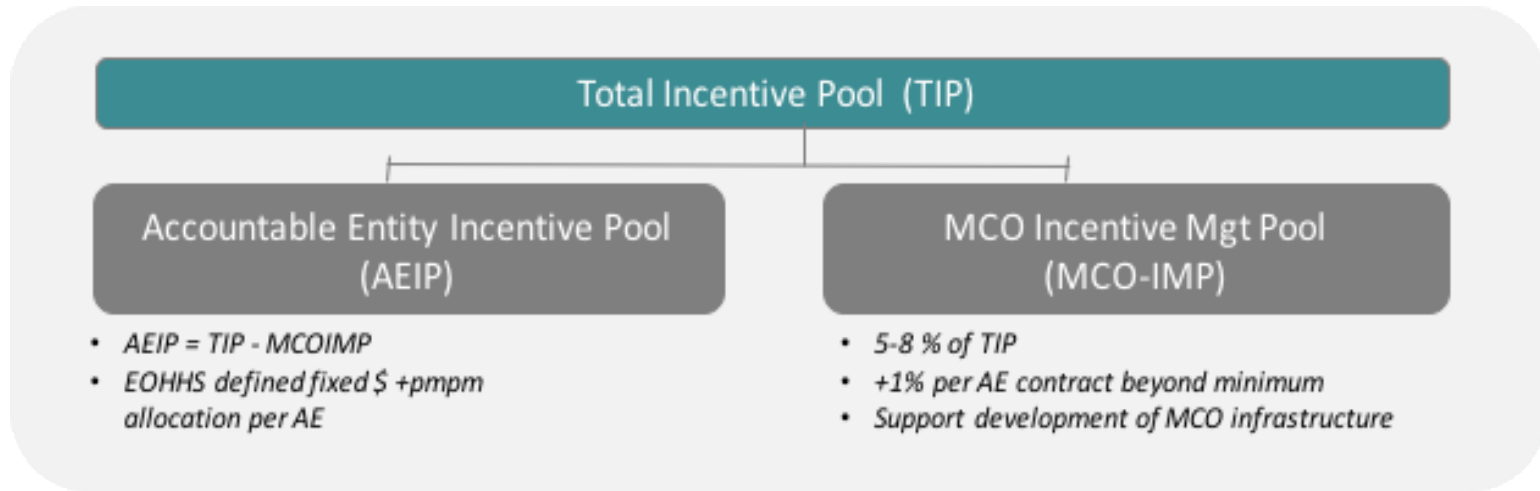 Total Incentive Pool (TIP)
Accountable Entity Incentive Pool
(AEIP)
• AEIP = TIP - MCOIMP
• EOHHS defined fixed $ +pmpm
allocation per AE
MCO Incentive Mgt Pool
(MCO-IMP)
• 5-8 % of TIP
• +1% per AE contract beyond minimum
• Support development of MCO infrastructure